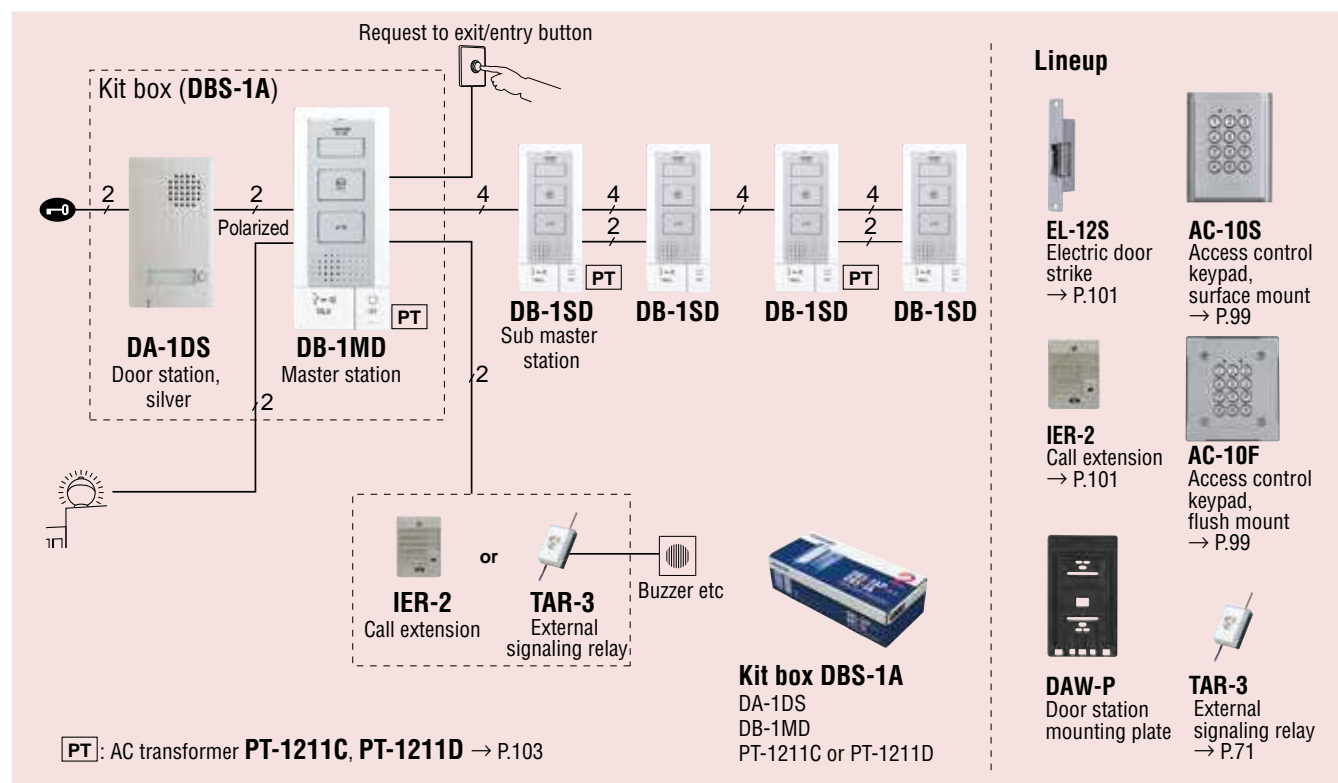 Request to exit/entry button
Kit box (DBS-1A)
2
2
Polarized
4
4
2
4
4
2
PT
PT
PT
DA-1DS
Door station,
silver
DB-1MD
Master station
DB-1SD
Sub master
station
DB-1SD
DB-1SD
DB-1SD
2
2
IER-2
Call extension
or
TAR-3
External
signaling relay
Buzzer etc
Kit box DBS-1A
DA-1DS
DB-1MD
PT-1211C or PT-1211D
PT : AC transformer PT-1211C, PT-1211D → P.103
Lineup
EL-12S
Electric door
strike
→ P.101
AC-10S
Access control
keypad,
surface mount
→ P.99
IER-2
Call extension
→ P.101
AC-10F
Access control
keypad,
flush mount
→ P.99
DAW-P
Door station
mounting plate
TAR-3
External
signaling relay
→ P.71